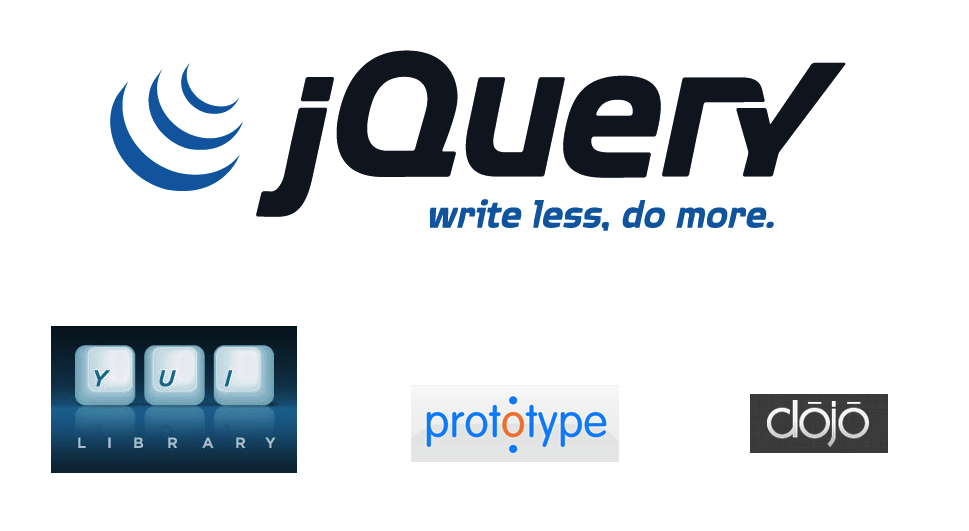 jQuery
write less, do more.
Y U I
LIBRARY
prototype
dōjō